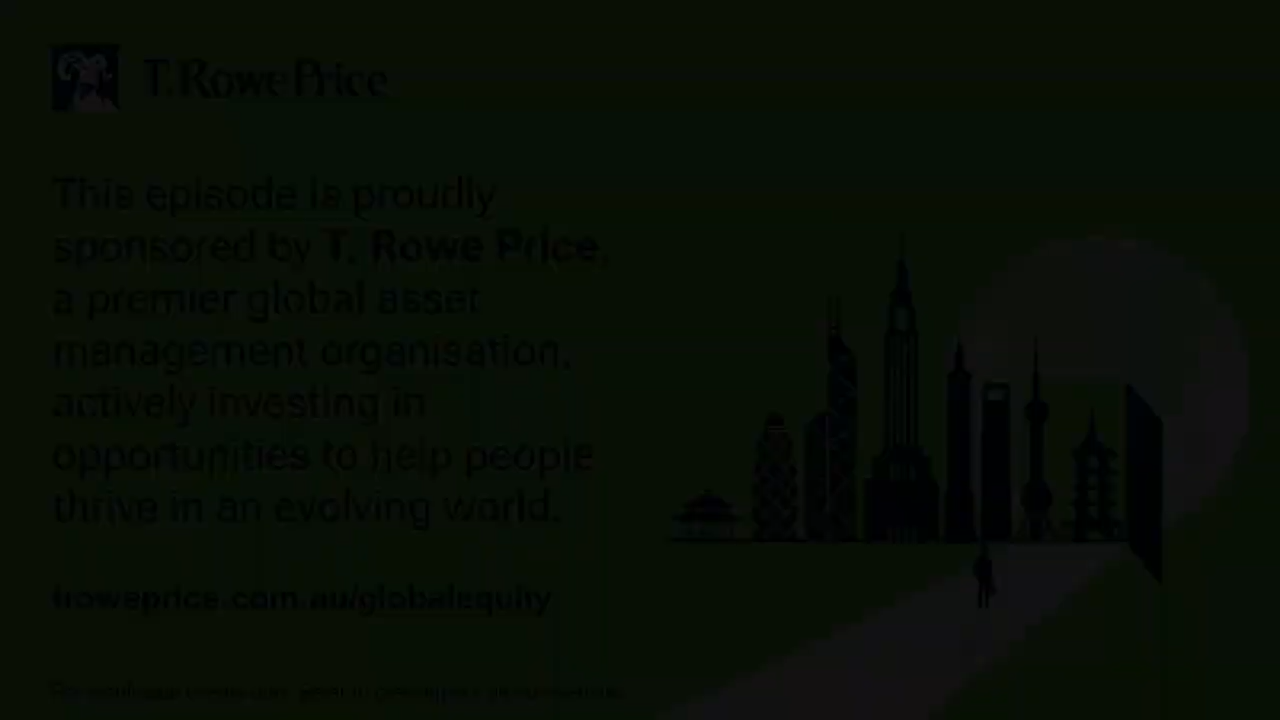 T. Rowe Price
This episode is proudly
sponsored by T. Rowe Price,
a premier global asset
management organisation,
actively investing in
opportunities to help people
thrive in an evolving world.
troweprice.com.au/globalequity